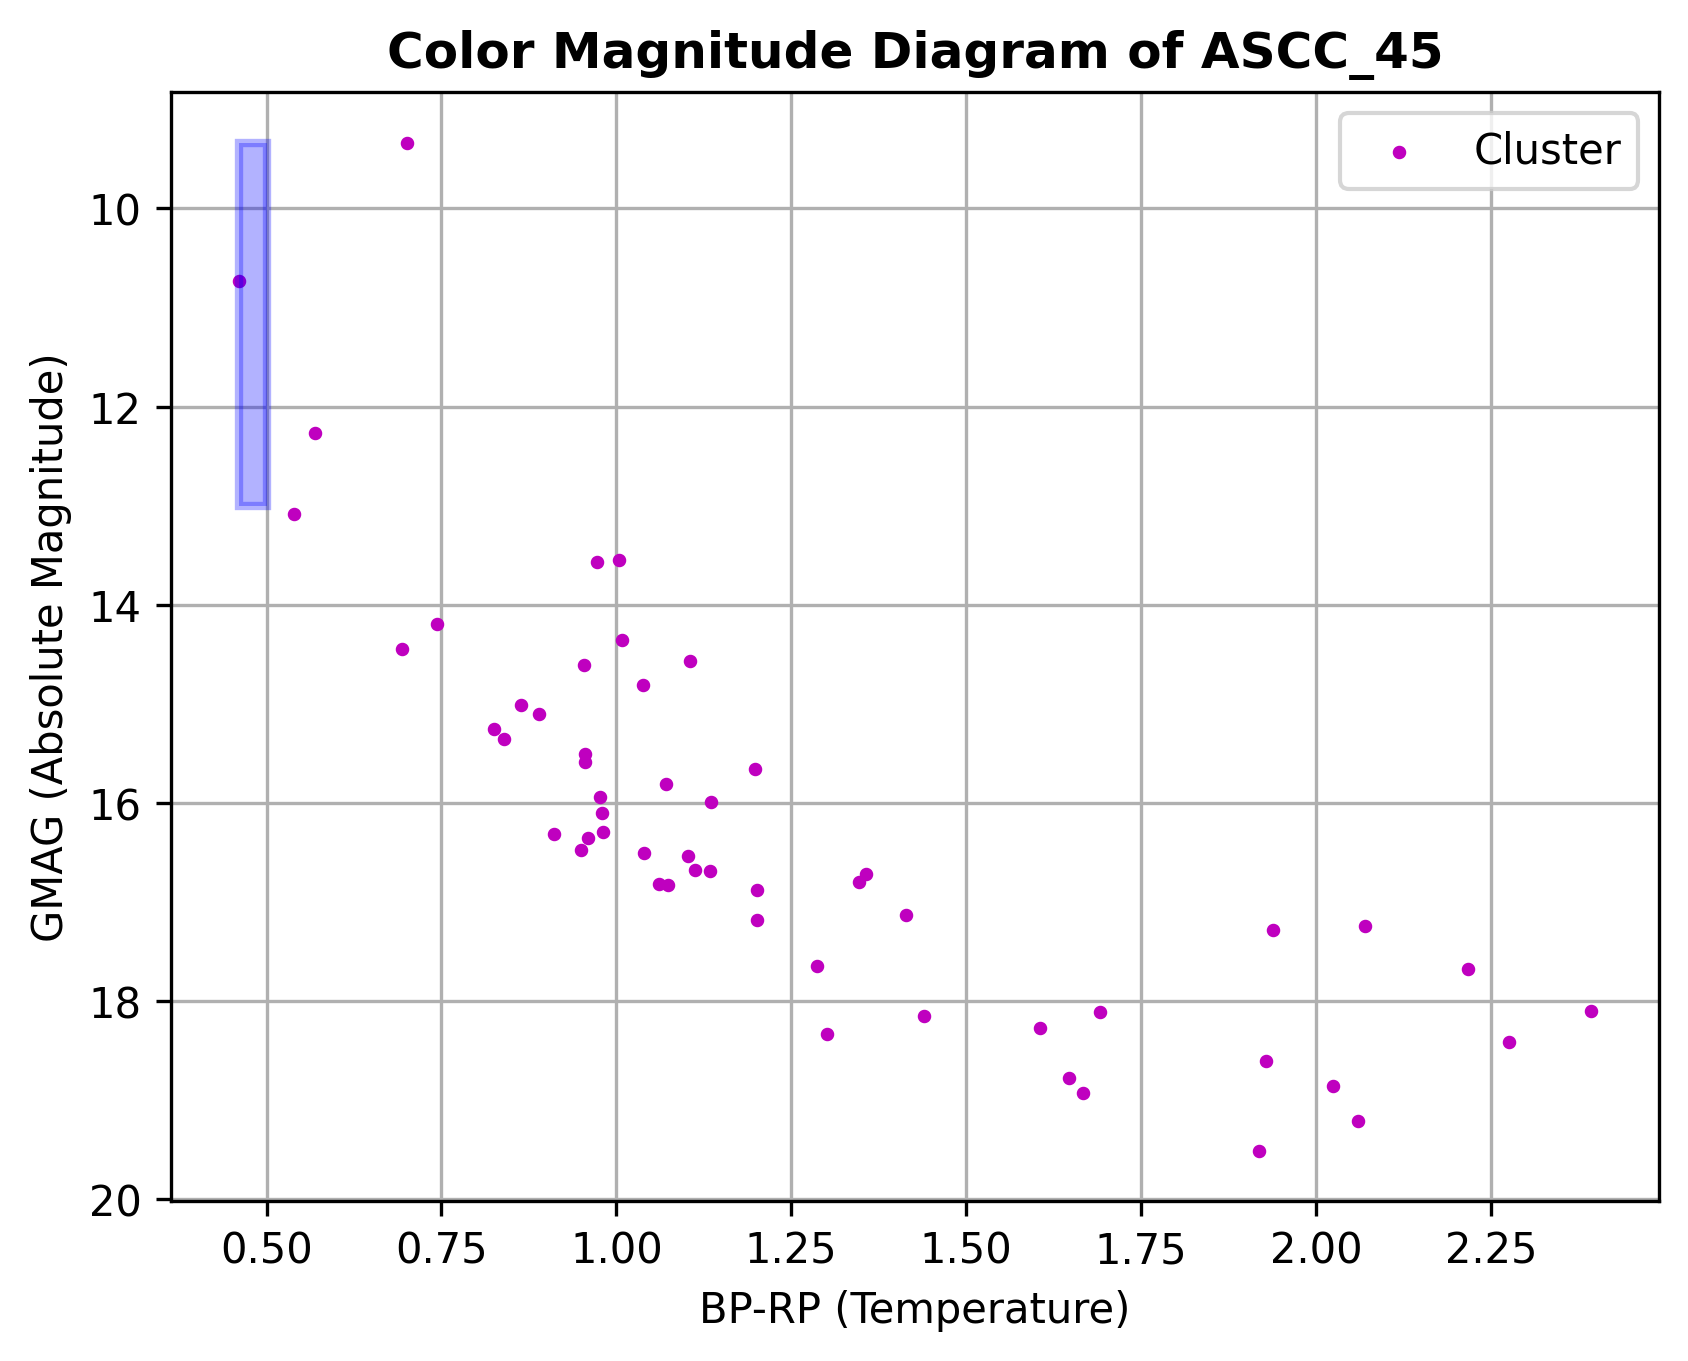 Color Magnitude Diagram of ASCC_45
Cluster
GMAG (Absolute Magnitude)
10
12
14
16
18
20
0.50 0.75 1.00 1.25 1.50 1.75 2.00 2.25
BP-RP (Temperature)